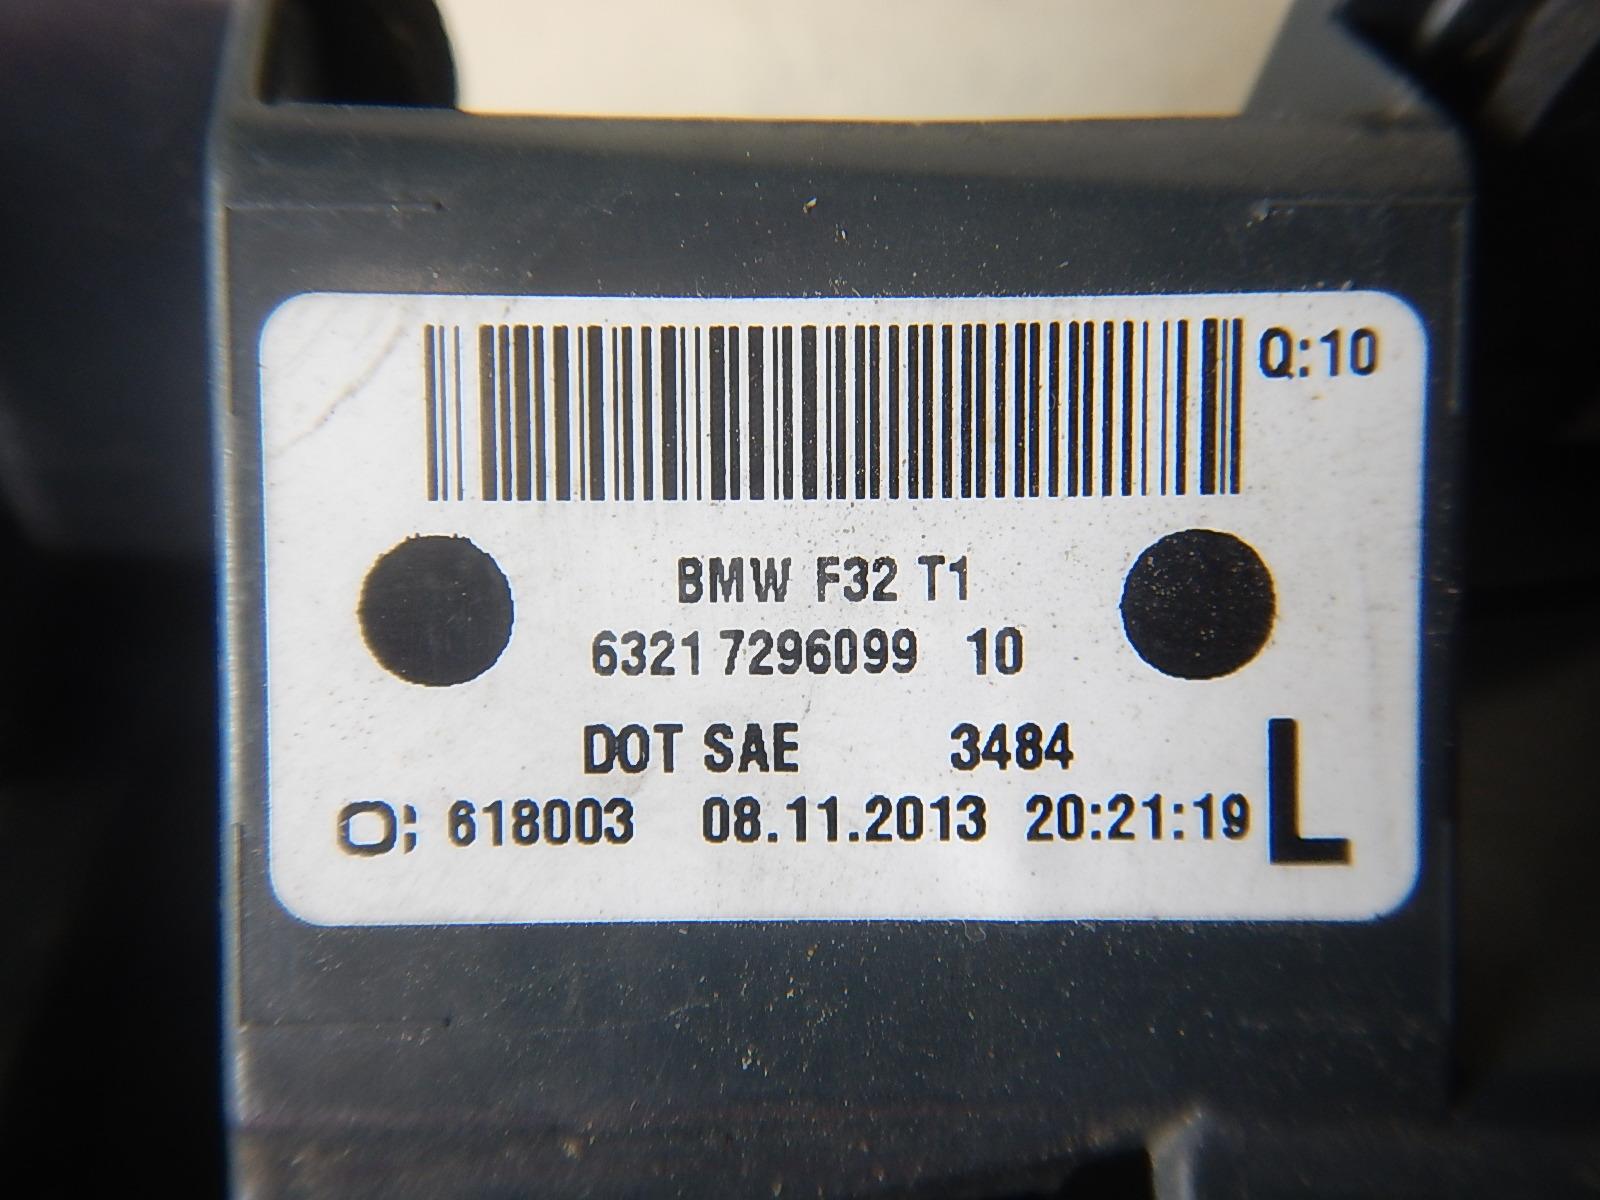 Q:10
BMW F32 T1
6321 7296099 10
DOT SAE 3484
618003 08.11.2013 20:21:19
L